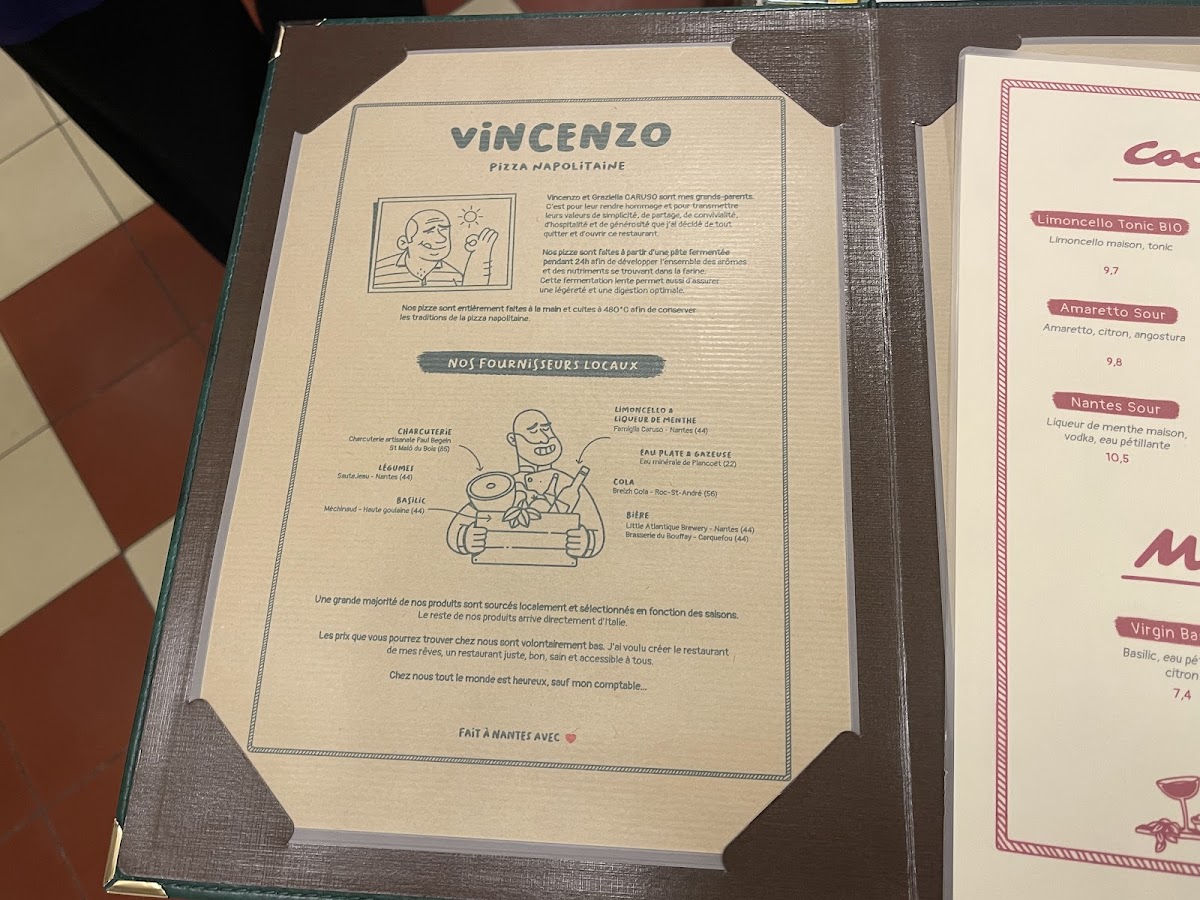 VINCENZO
PIZZA NAPOLITAINE
Vincenzo et Graziella CARUSO sont mes grands-parents.
C'est pour leur rendre hommage et pour transmettre
leurs valeurs de simplicité, de partage, de convivialité,
d'hospitalité et de générosité que j'ai décidé de tout
quitter et d'ouvrir ce restaurant.
Nos pizze sont faites à partir d'une pâte fermentée
pendant 24h afin de développer l'ensemble des arômes
et des nutriments se trouvant dans la farine.
Cette fermentation lente permet aussi d'assurer
une légèreté et une digestion optimale.
Nos pizze sont entièrement faites à la main et cuites à 480°C afin de conserver
les traditions de la pizza napolitaine.
NOS FOURNISSEURS LOCAUX
CHARCUTERIE
Charcuterie artisanale Paul Begein
St Malô du Bois (85)
LÉGUMES
SauteJeau - Nantes (44)
BASILIC
Méchinaud - Haute goulaine (44)
LIMONCELLO &
LIQUEUR DE MENTHE
Famiglia Caruso - Nantes (44)
EAU PLATE & GAZEUSE
Eau minérale de Plancoët (22)
COLA
Breizh Cola - Roc-St-André (56)
BIÈRE
Little Atlantique Brewery - Nantes (44)
Brasserie du Bouffay - Carquefou (44)
Une grande majorité de nos produits sont sourcés localement et sélectionnés en fonction des saisons.
Le reste de nos produits arrive directement d'Italie.
Les prix que vous pourrez trouver chez nous sont volontairement bas. J'ai voulu créer le restaurant
de mes rêves, un restaurant juste, bon, sain et accessible à tous.
Chez nous tout le monde est heureux, sauf mon comptable...
FAIT À NANTES AVEC
Coc
Limoncello Tonic BIO
Limoncello maison, tonic
9,7
Amaretto Sour
Amaretto, citron, angostura
9,8
Nantes Sour
Liqueur de menthe maison,
vodka, eau pétillante
10,5
M
Virgin Ba
Basilic, eau pé
citron
7,4